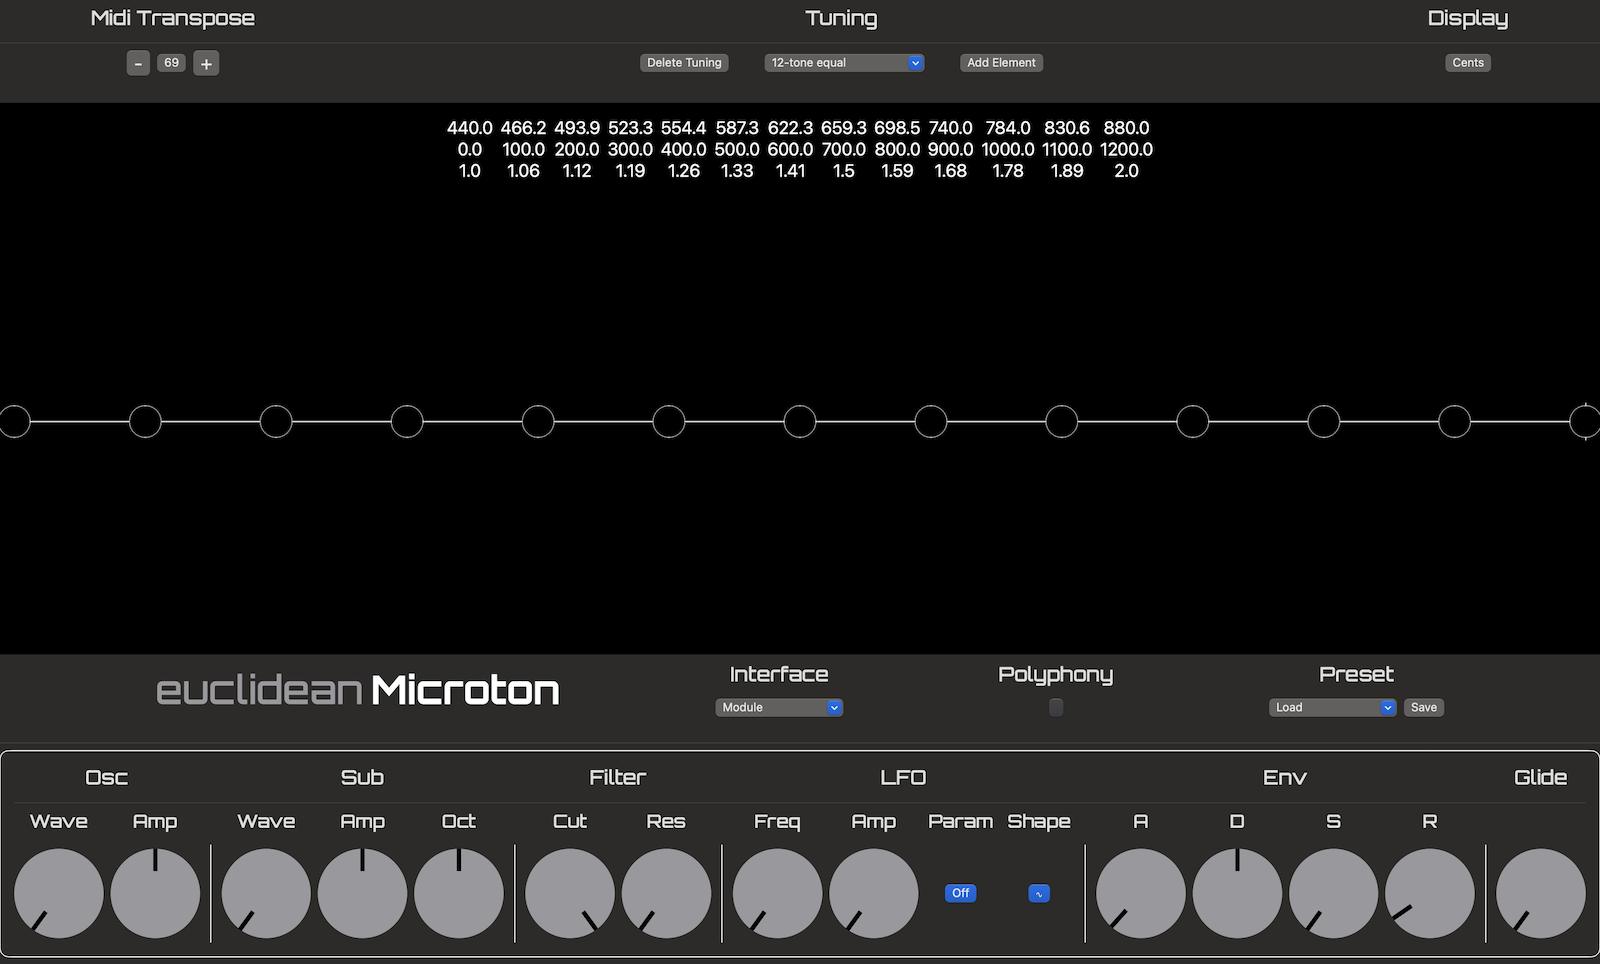 Midi Transpose Tuning Display
- 69 + Delete Tuning 12-tone equal Add Element Cents
440.0 466.2 493.9 523.3 554.4 587.3 622.3 659.3 698.5 740.0 784.0 830.6 880.0
0.0 100.0 200.0 300.0 400.0 500.0 600.0 700.0 800.0 900.0 1000.0 1100.0 1200.0
1.0 1.06 1.12 1.19 1.26 1.33 1.41 1.5 1.59 1.68 1.78 1.89 2.0
euclidean Microton
Interface Polyphony Preset
Module Load Save
Osc Sub Filter LFO Env Glide
Wave Amp Wave Amp Oct Cut Res Freq Amp Param Shape A D S R
Off ∿